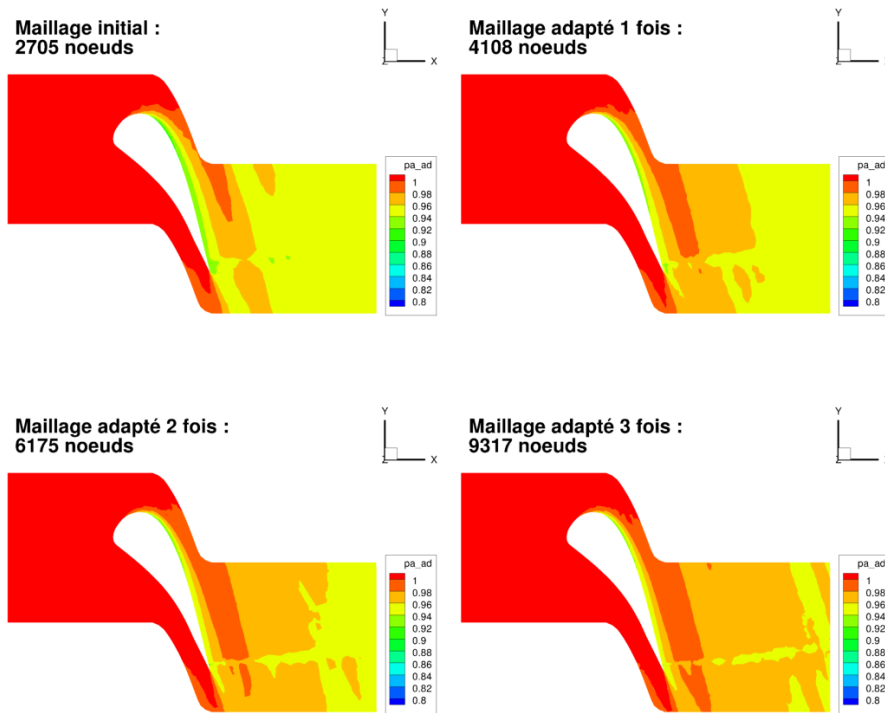 Maillage initial :
2705 noeuds
Y
Z X
pa_ad
1
0.98
0.96
0.94
0.92
0.9
0.88
0.86
0.84
0.82
0.8
Maillage adapté 1 fois :
4108 noeuds
Y
Z
pa_ad
1
0.98
0.96
0.94
0.92
0.9
0.88
0.86
0.84
0.82
0.8
Maillage adapté 2 fois :
6175 noeuds
Y
Z X
pa_ad
1
0.98
0.96
0.94
0.92
0.9
0.88
0.86
0.84
0.82
0.8
Maillage adapté 3 fois :
9317 noeuds
Y
Z
pa_ad
1
0.98
0.96
0.94
0.92
0.9
0.88
0.86
0.84
0.82
0.8